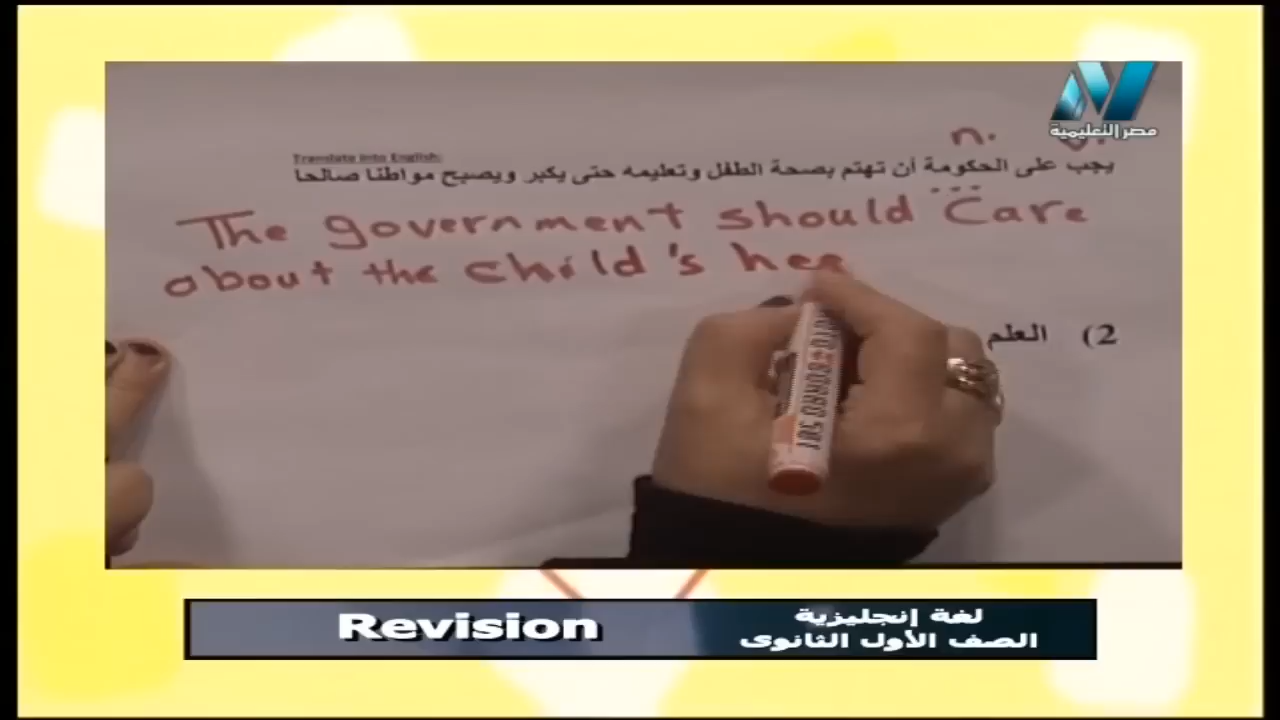 مصر التعليمية
n.
Translate into English:
يجب على الحكومة أن تهتم بصحة الطفل وتعليمه حتى يكبر ويصبح مواطنا صالحا
The government should Care
about the child's hea
2) العلم
لغة إنجليزية
Revision
الصف الأول الثانوى